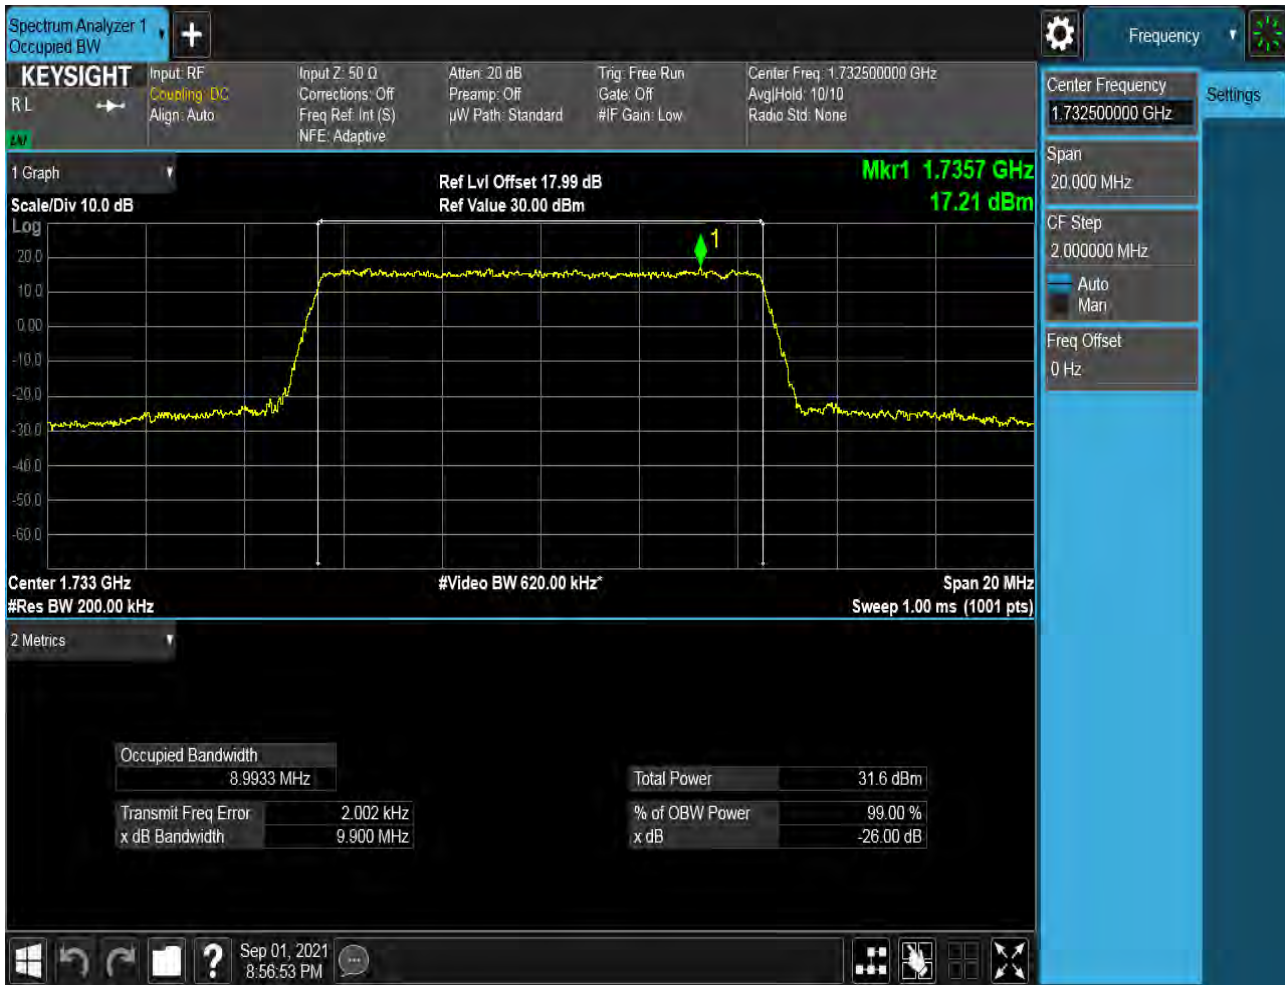 Spectrum Analyzer 1
Occupied BW
Frequency
KEYSIGHT
R L
Input: RF
Coupling: DC
Align: Auto
Input Z: 50 Ω
Corrections: Off
Freq Ref: Int (S)
NFE: Adaptive
Atten: 20 dB
Preamp: Off
µW Path: Standard
Trig: Free Run
Gate: Off
#IF Gain: Low
Center Freq: 1.732500000 GHz
Avg|Hold: 10/10
Radio Std: None
Center Frequency
1.732500000 GHz
Settings
Span
20.000 MHz
CF Step
2.000000 MHz
Auto
Man
Freq Offset
0 Hz
1 Graph
Scale/Div 10.0 dB
Ref Lvl Offset 17.99 dB
Ref Value 30.00 dBm
Mkr1 1.7357 GHz
17.21 dBm
Log
1
20.0
10.0
0.00
-10.0
-20.0
-30.0
-40.0
-50.0
-60.0
Center 1.733 GHz
#Res BW 200.00 kHz
#Video BW 620.00 kHz*
Span 20 MHz
Sweep 1.00 ms (1001 pts)
2 Metrics
Occupied Bandwidth
8.9933 MHz
Transmit Freq Error 2.002 kHz
x dB Bandwidth 9.900 MHz
Total Power 31.6 dBm
% of OBW Power 99.00 %
x dB -26.00 dB
?
Sep 01, 2021
8:56:53 PM